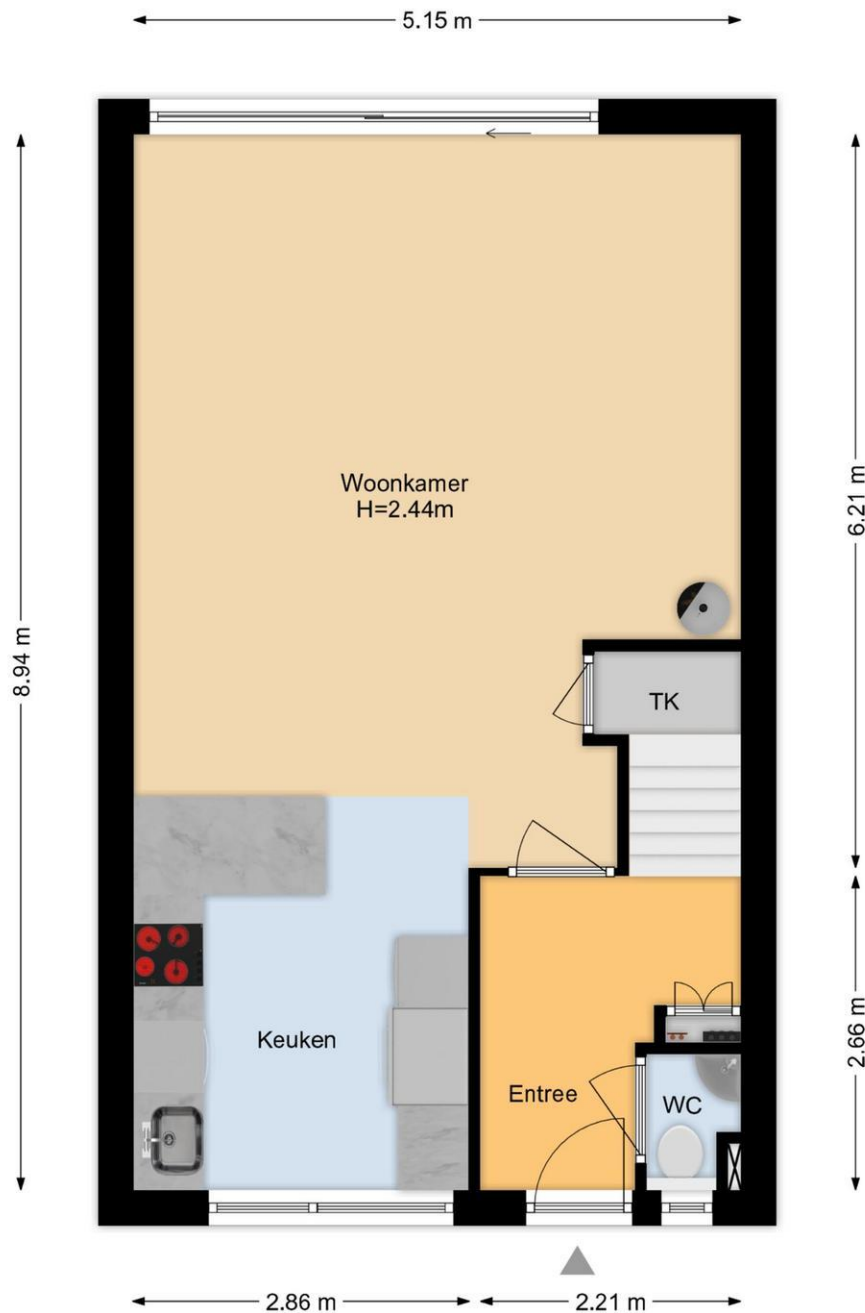 5.15 m
Woonkamer
H=2.44m
6.21 m
8.94 m
TK
Keuken
Entree
WC
2.66 m
2.86 m
2.21 m